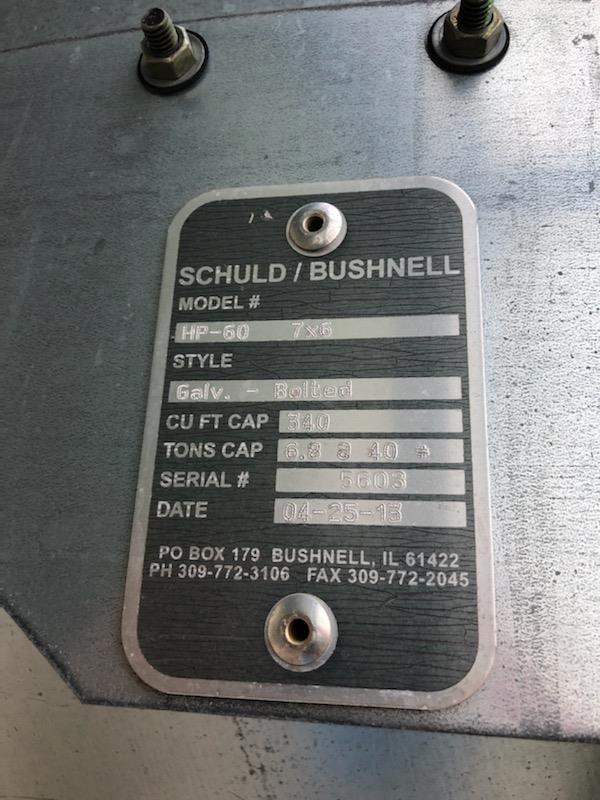 SCHULD / BUSHNELL
MODEL #
HP-60 7x6
STYLE
Galv. - Bolted
CU FT CAP 340
TONS CAP 6.8 @ 40 #
SERIAL # 5603
DATE 04-25-13
PO BOX 179 BUSHNELL, IL 61422
PH 309-772-3106 FAX 309-772-2045